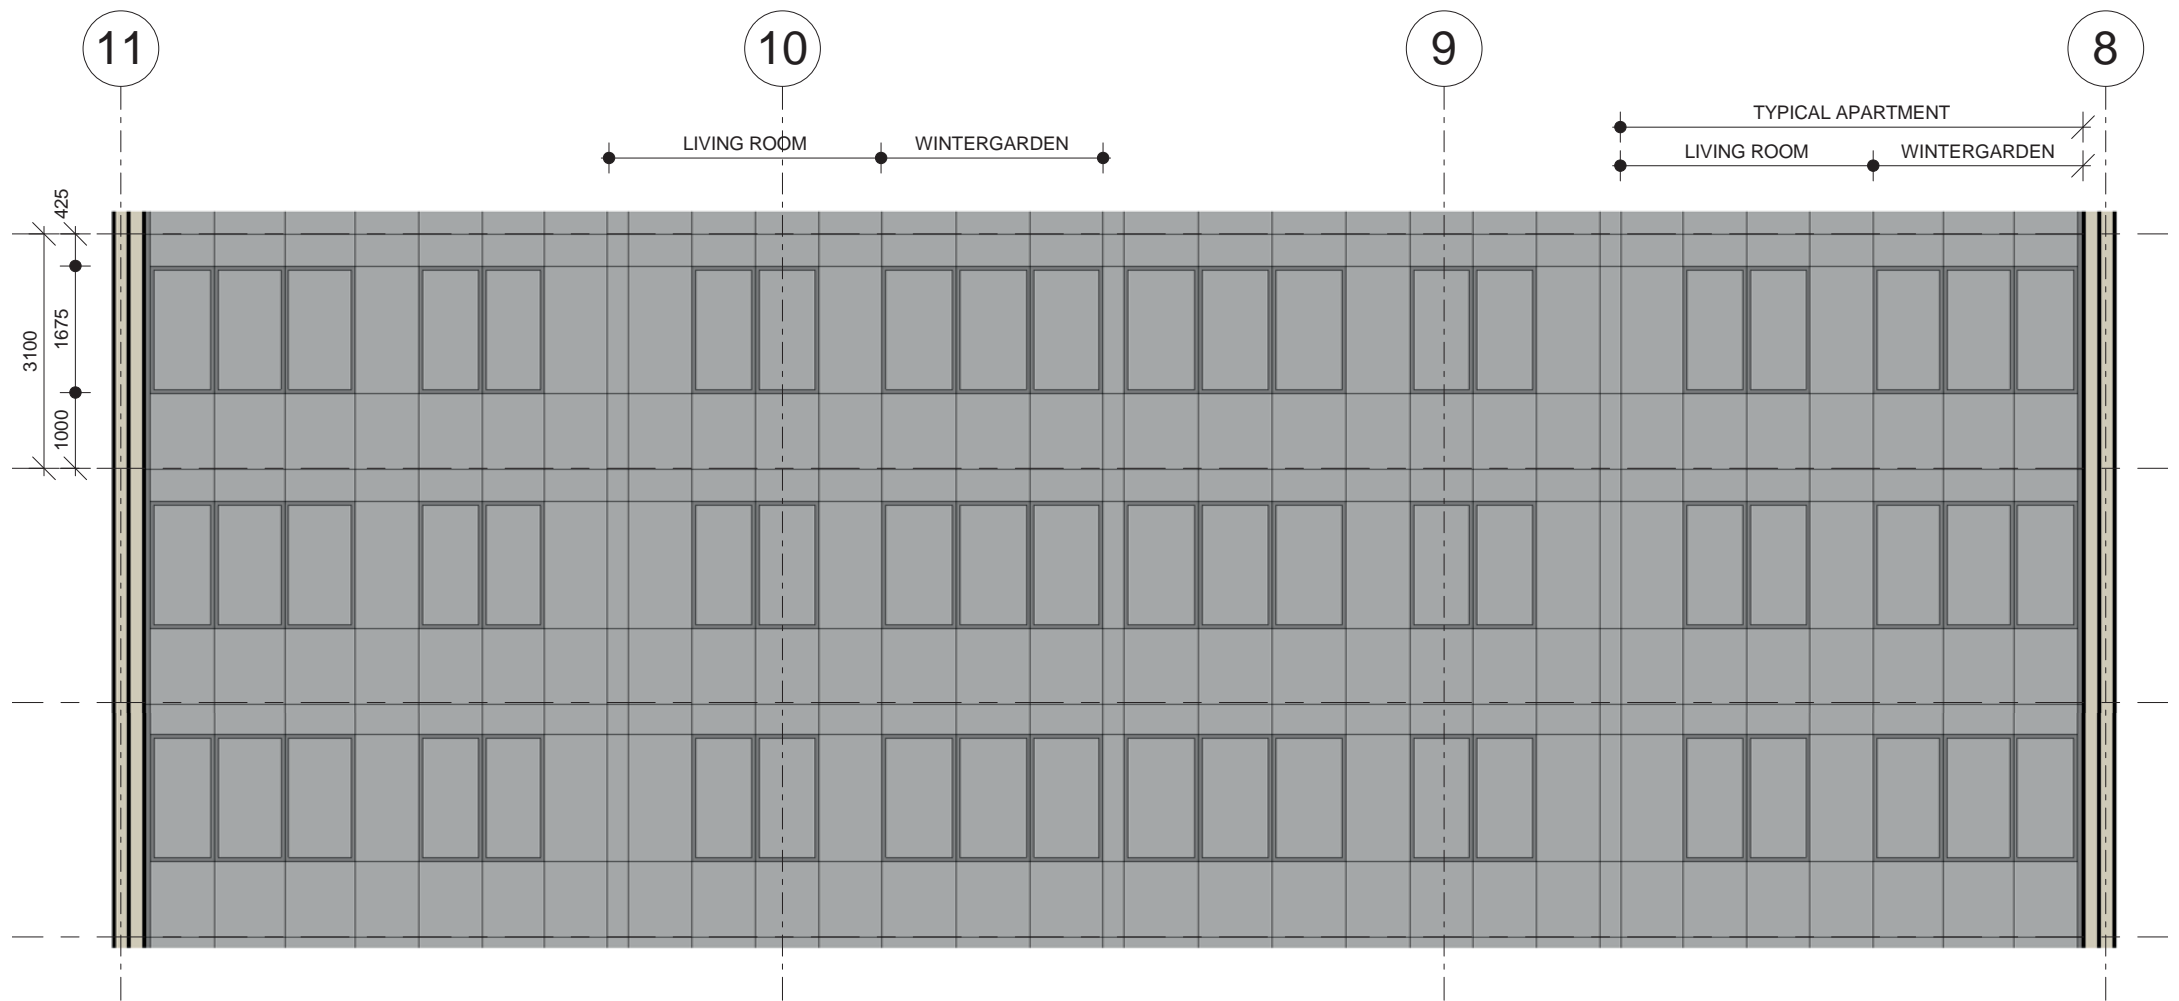 11
10
9
8
TYPICAL APARTMENT
LIVING ROOM
WINTERGARDEN
LIVING ROOM
WINTERGARDEN
425
1675
3100
1000